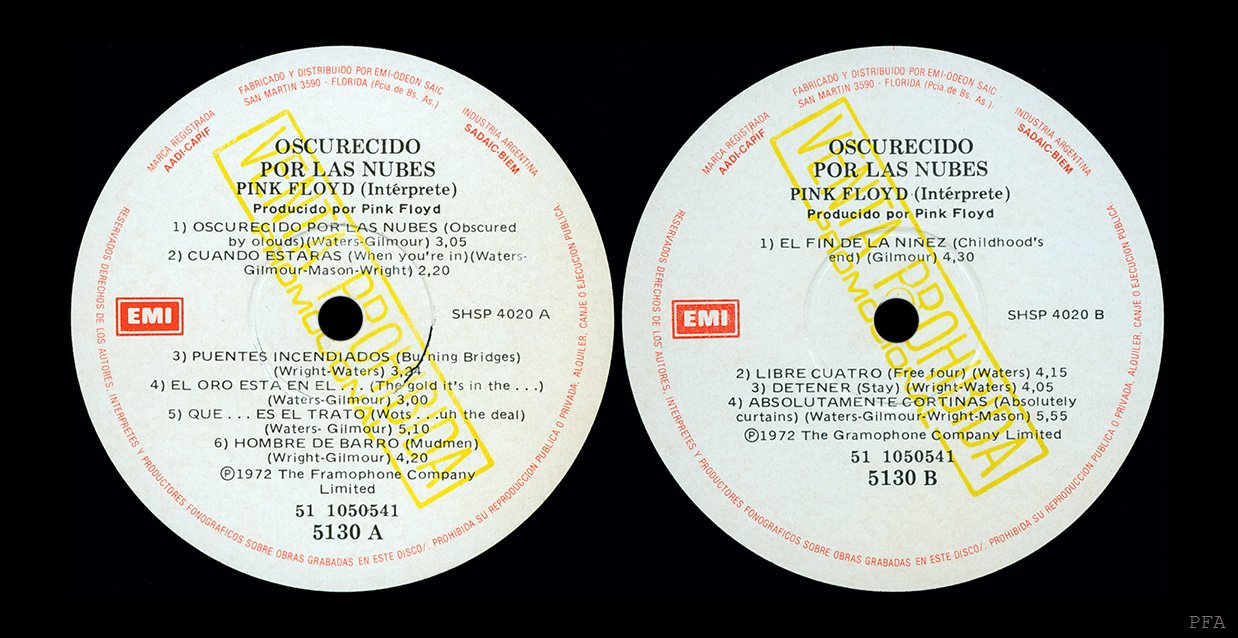 FABRICADO Y DISTRIBUIDO POR EMI-ODEON SAIC
SAN MARTIN 3590 - FLORIDA (Pcia. de Bs. As.)
MARCA REGISTRADA
AADI-CAPIF
INDUSTRIA ARGENTINA
SADAIC-BIEM
OSCURECIDO
POR LAS NUBES
PINK FLOYD (Intérprete)
Producido por Pink Floyd
1) OSCURECIDO POR LAS NUBES (Obscured
by olouds)(Waters-Gilmour) 3,05
2) CUANDO ESTARAS (When you're in)(Waters-
Gilmour-Mason-Wright) 2,20
EMI
SHSP 4020 A
3) PUENTES INCENDIADOS (Burning Bridges)
(Wright-Waters) 3,24
4) EL ORO ESTA EN EL . . . (The gold it's in the . . .)
(Waters-Gilmour) 3,00
5) QUE . . . ES EL TRATO (Wots . . .uh the deal)
(Waters- Gilmour) 5,10
6) HOMBRE DE BARRO (Mudmen)
(Wright-Gilmour) 4,20
Ⓟ1972 The Framophone Company
Limited
51 1050541
5130 A
VENTA PROHIBIDA
PROMOCIONAL
RESERVADOS DERECHOS DE LOS AUTORES, INTERPRETES Y PRODUCTORES FONOGRAFICOS SOBRE OBRAS GRABADAS EN ESTE DISCO/. PROHIBIDA SU REPRODUCCION PUBLICA O PRIVADA, ALQUILER, CANJE O EJECUCION PUBLICA
FABRICADO Y DISTRIBUIDO POR EMI-ODEON SAIC
SAN MARTIN 3590 - FLORIDA (Pcia. de Bs. As.)
MARCA REGISTRADA
AADI-CAPIF
INDUSTRIA ARGENTINA
SADAIC-BIEM
OSCURECIDO
POR LAS NUBES
PINK FLOYD (Intérprete)
Producido por Pink Floyd
1) EL FIN DE LA NIÑEZ (Childhood's
end) (Gilmour) 4,30
EMI
SHSP 4020 B
2) LIBRE CUATRO (Free four) (Waters) 4,15
3) DETENER (Stay) (Wright-Waters) 4,05
4) ABSOLUTAMENTE CORTINAS (Absolutely
curtains) (Waters-Gilmour-Wright-Mason) 5,55
Ⓟ1972 The Gramophone Company Limited
51 1050541
5130 B
VENTA PROHIBIDA
PROMOCIONAL
RESERVADOS DERECHOS DE LOS AUTORES, INTERPRETES Y PRODUCTORES FONOGRAFICOS SOBRE OBRAS GRABADAS EN ESTE DISCO/. PROHIBIDA SU REPRODUCCION PUBLICA O PRIVADA, ALQUILER, CANJE O EJECUCION PUBLICA
PFA